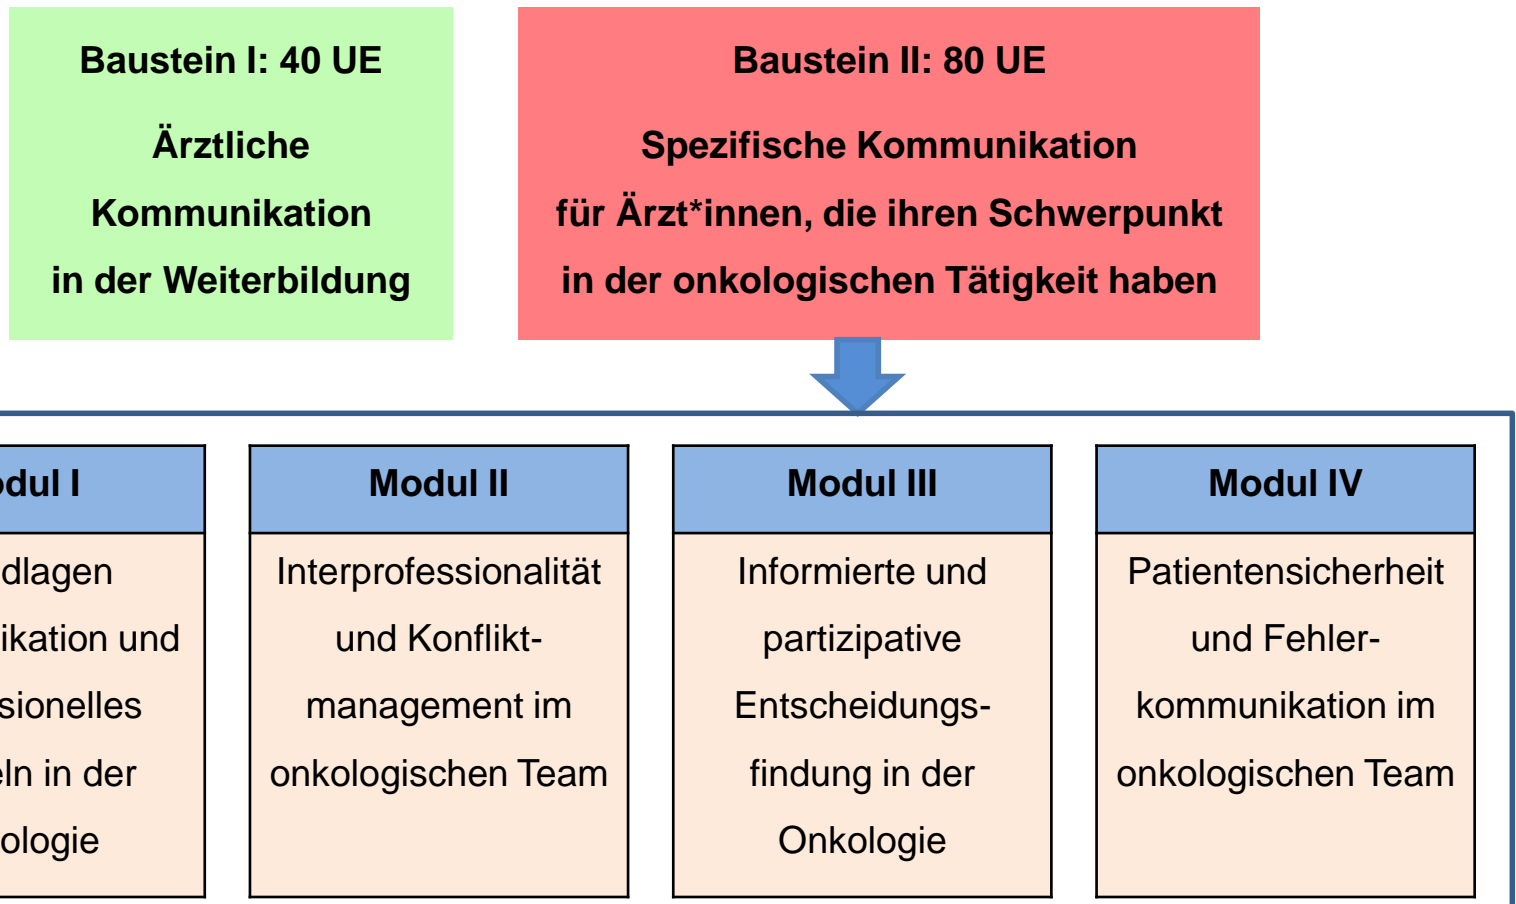 Baustein I: 40 UE
Ärztliche
Kommunikation
in der Weiterbildung
Baustein II: 80 UE
Spezifische Kommunikation
für Ärzt*innen, die ihren Schwerpunkt
in der onkologischen Tätigkeit haben
dul I
dlagen
ikation und
sionelles
ln in der
ologie
Modul II
Interprofessionalität
und Konflikt-
management im
onkologischen Team
Modul III
Informierte und
partizipative
Entscheidungs-
findung in der
Onkologie
Modul IV
Patientensicherheit
und Fehler-
kommunikation im
onkologischen Team